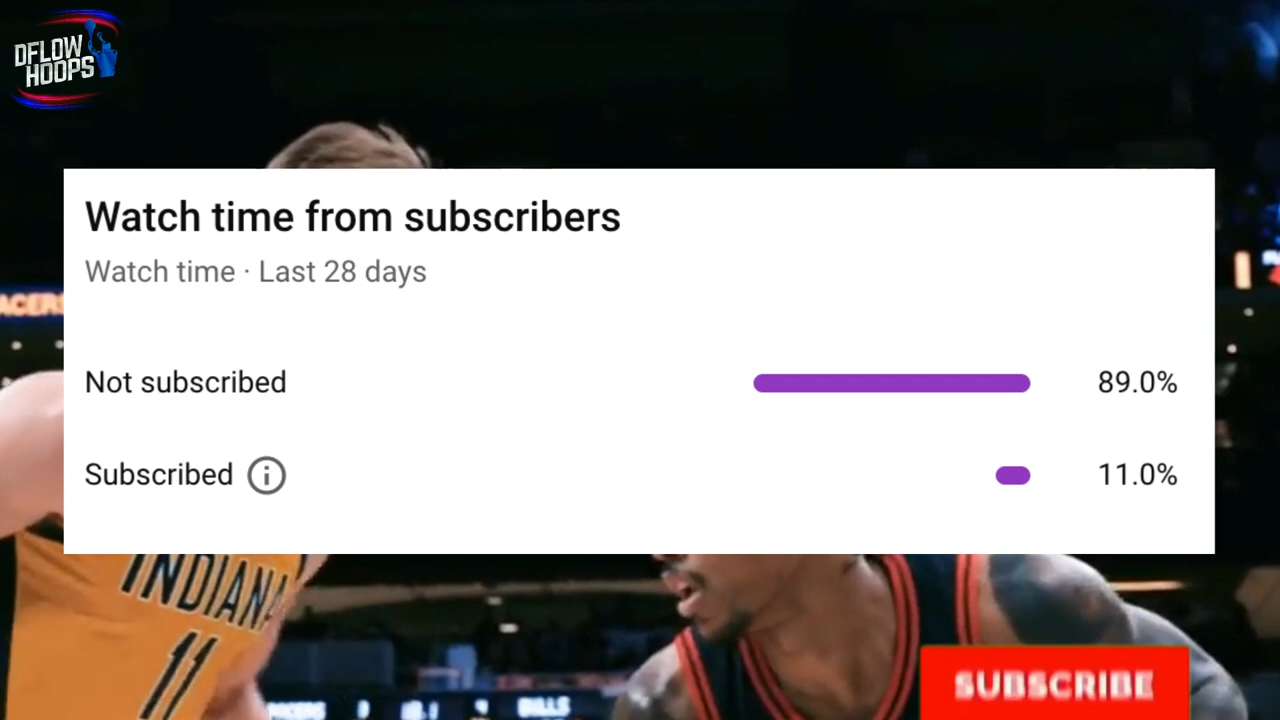 DFLOW
HOOPS
Watch time from subscribers
Watch time · Last 28 days
Not subscribed 89.0%
Subscribed 11.0%
INDIANA
11
SUBSCRIBE